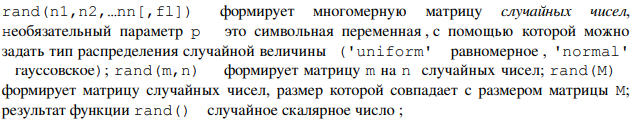 rand(n1,n2,…nn[,fl]) формирует многомерную матрицу случайных чисел,
необязательный параметр p это символьная переменная, с помощью которой можно
задать тип распределения случайной величины ('uniform' равномерное, 'normal'
гауссовское); rand(m,n) формирует матрицу m на n случайных чисел; rand(M)
формирует матрицу случайных чисел, размер которой совпадает с размером матрицы M;
результат функции rand() случайное скалярное число;